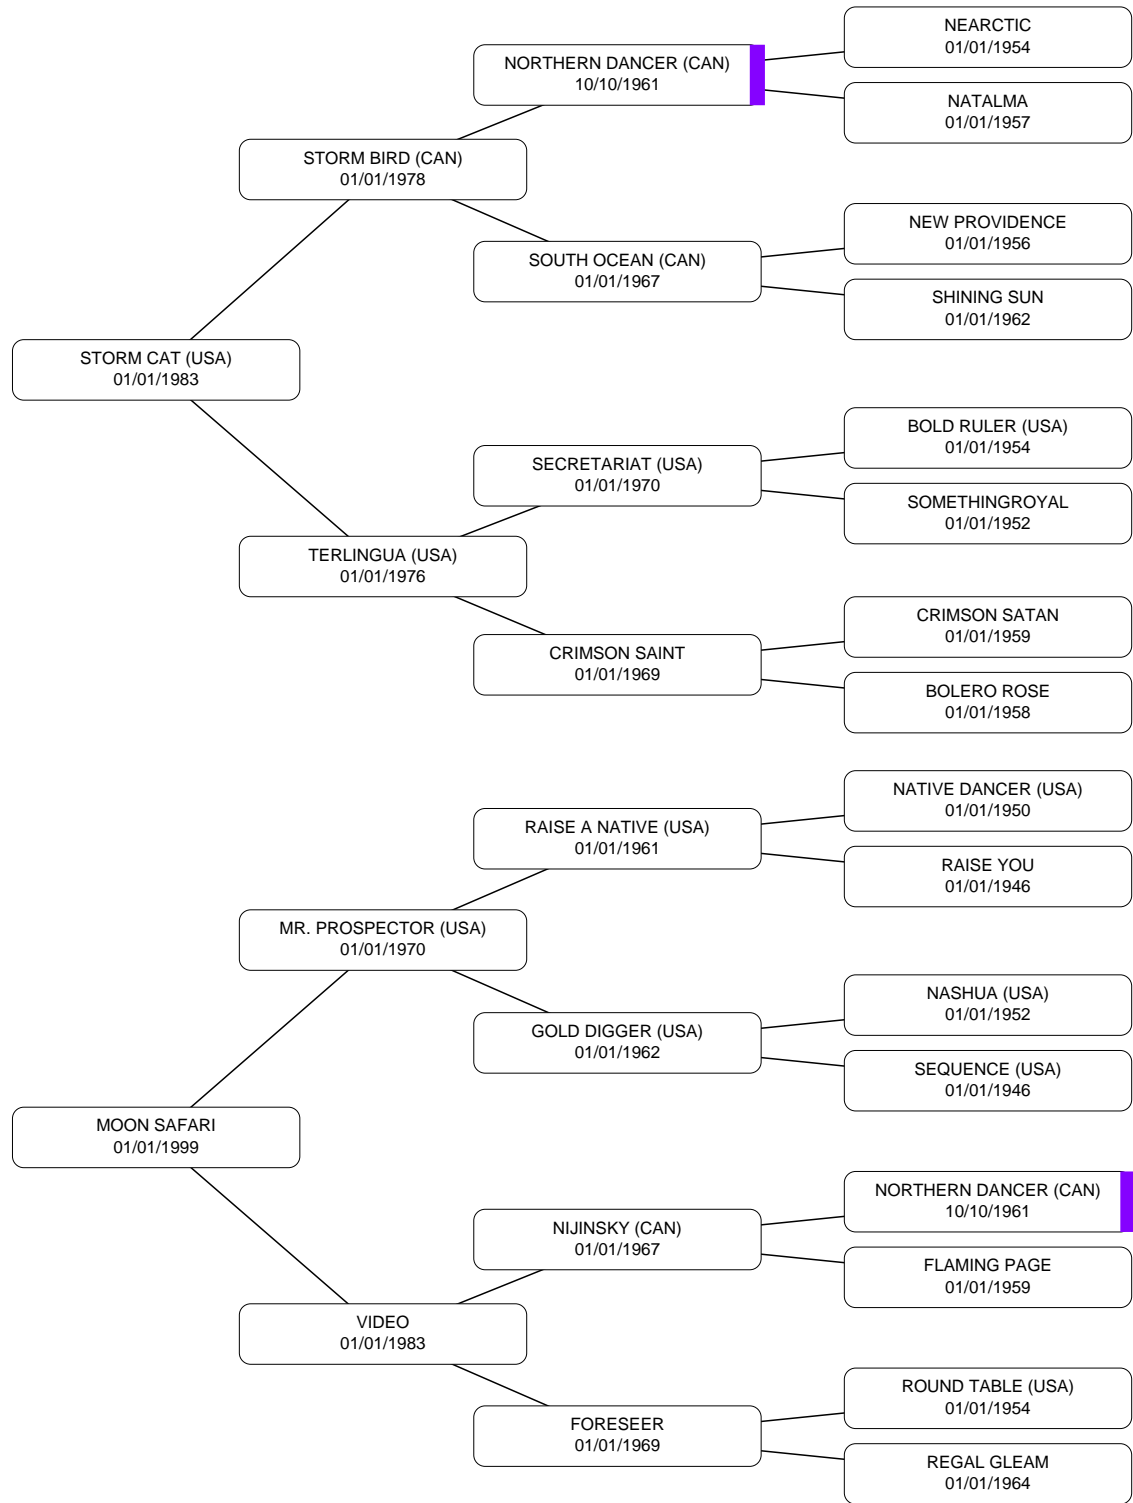 NEARCTIC
01/01/1954
NORTHERN DANCER (CAN)
10/10/1961
NATALMA
01/01/1957
STORM BIRD (CAN)
01/01/1978
NEW PROVIDENCE
01/01/1956
SOUTH OCEAN (CAN)
01/01/1967
SHINING SUN
01/01/1962
STORM CAT (USA)
01/01/1983
BOLD RULER (USA)
01/01/1954
SECRETARIAT (USA)
01/01/1970
SOMETHINGROYAL
01/01/1952
TERLINGUA (USA)
01/01/1976
CRIMSON SATAN
01/01/1959
CRIMSON SAINT
01/01/1969
BOLERO ROSE
01/01/1958
NATIVE DANCER (USA)
01/01/1950
RAISE A NATIVE (USA)
01/01/1961
RAISE YOU
01/01/1946
MR. PROSPECTOR (USA)
01/01/1970
NASHUA (USA)
01/01/1952
GOLD DIGGER (USA)
01/01/1962
SEQUENCE (USA)
01/01/1946
MOON SAFARI
01/01/1999
NORTHERN DANCER (CAN)
10/10/1961
NIJINSKY (CAN)
01/01/1967
FLAMING PAGE
01/01/1959
VIDEO
01/01/1983
ROUND TABLE (USA)
01/01/1954
FORESEER
01/01/1969
REGAL GLEAM
01/01/1964